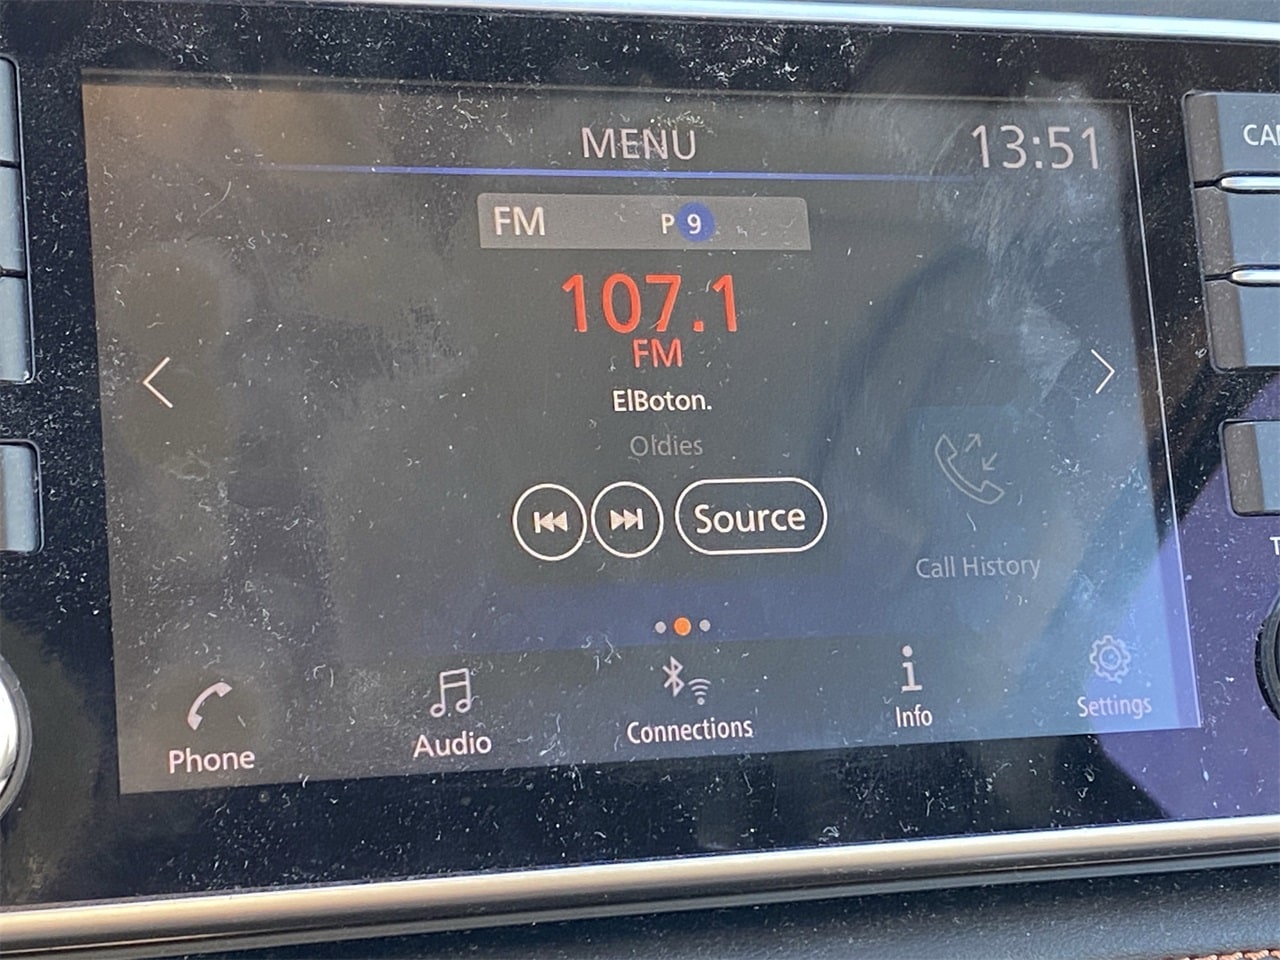 MENU
13:51
FM
P 9
107.1
FM
ElBoton.
Oldies
Source
Call History
Phone
Audio
Connections
Info
Settings